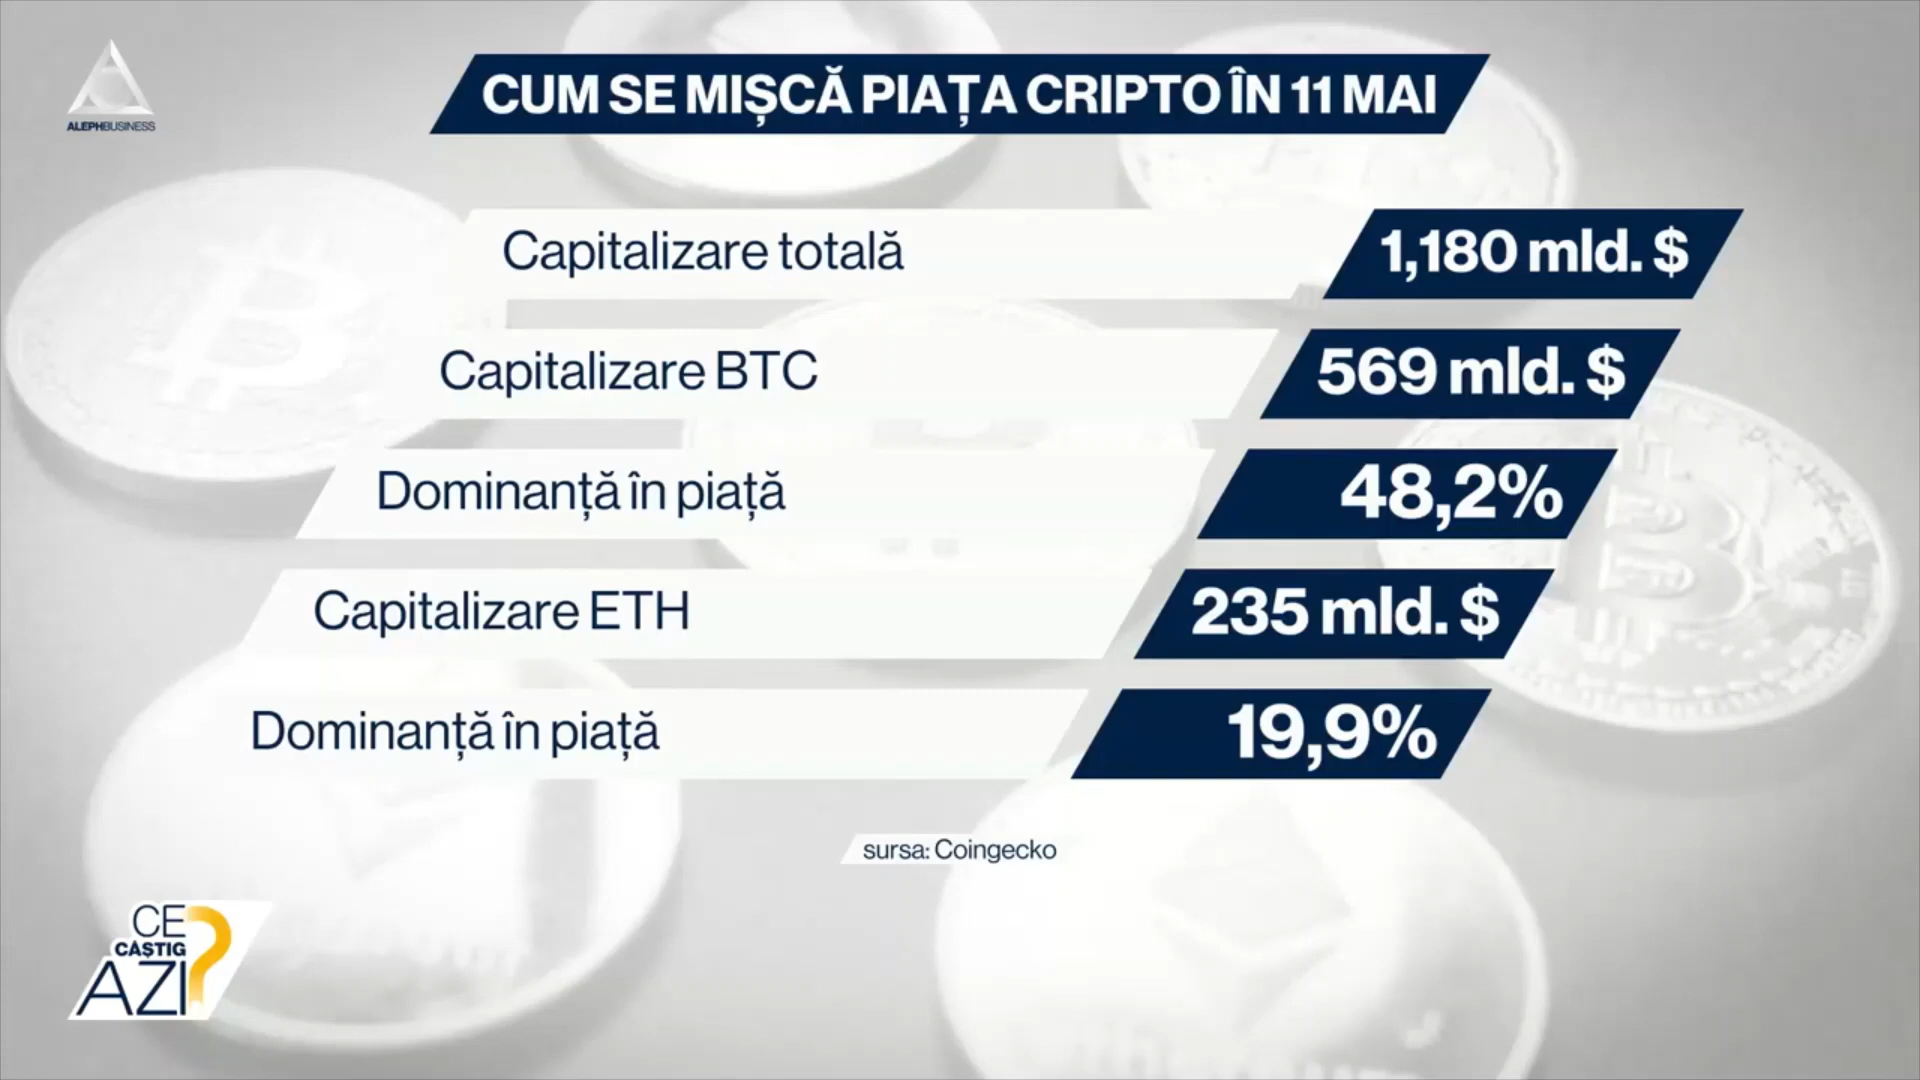 ALEPHBUSINESS
CUM SE MIȘCĂ PIAȚA CRIPTO ÎN 11 MAI
Capitalizare totală 1,180 mld. $
Capitalizare BTC 569 mld. $
Dominanță în piață 48,2%
Capitalizare ETH 235 mld. $
Dominanță în piață 19,9%
sursa: Coingecko
CE
CÂȘTIG
AZI?